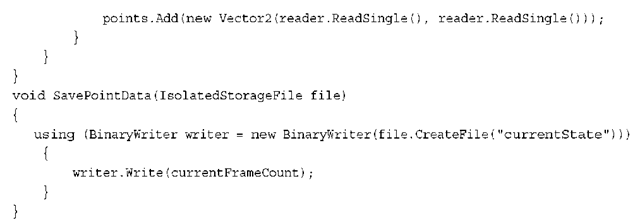 points.Add(new Vector2(reader.ReadSingle(), reader.ReadSingle()));
}
}
}
void SavePointData(IsolatedStorageFile file)
{
using (BinaryWriter writer = new BinaryWriter(file.CreateFile("currentState")))
{
writer.Write(currentFrameCount);
}
}